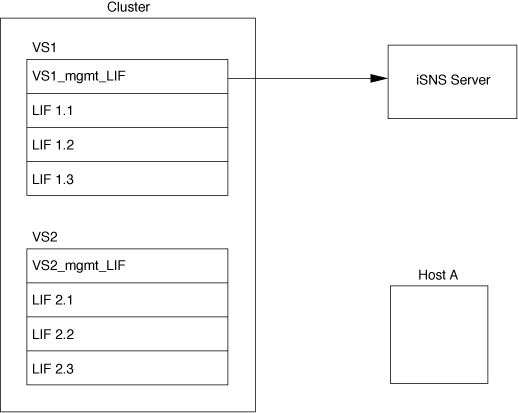 Cluster
VS1
VS1_mgmt_LIF
LIF 1.1
LIF 1.2
LIF 1.3
iSNS Server
VS2
VS2_mgmt_LIF
LIF 2.1
LIF 2.2
LIF 2.3
Host A